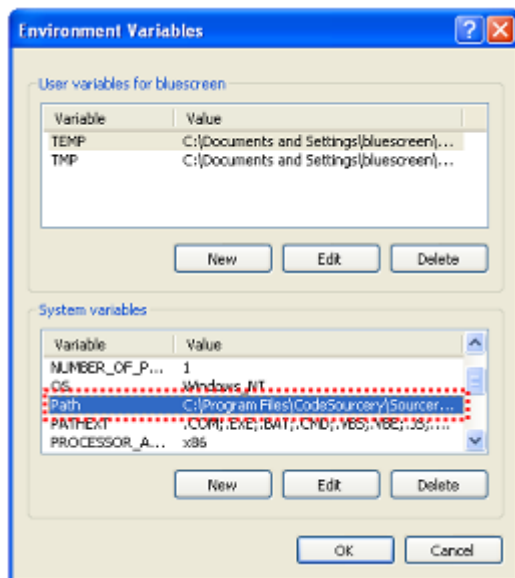 Environment Variables
User variables for bluescreen
Variable Value
TEMP C:\Documents and Settings\bluescreen\...
TMP C:\Documents and Settings\bluescreen\...
New Edit Delete
System variables
Variable Value
NUMBER_OF_P... 1
OS Windows_NT
Path C:\Program Files\CodeSourcery\Sourcer...
PATHEXT .COM;.EXE;.BAT;.CMD;.VBS;.VBE;.JS;....
PROCESSOR_A... x86
New Edit Delete
OK Cancel